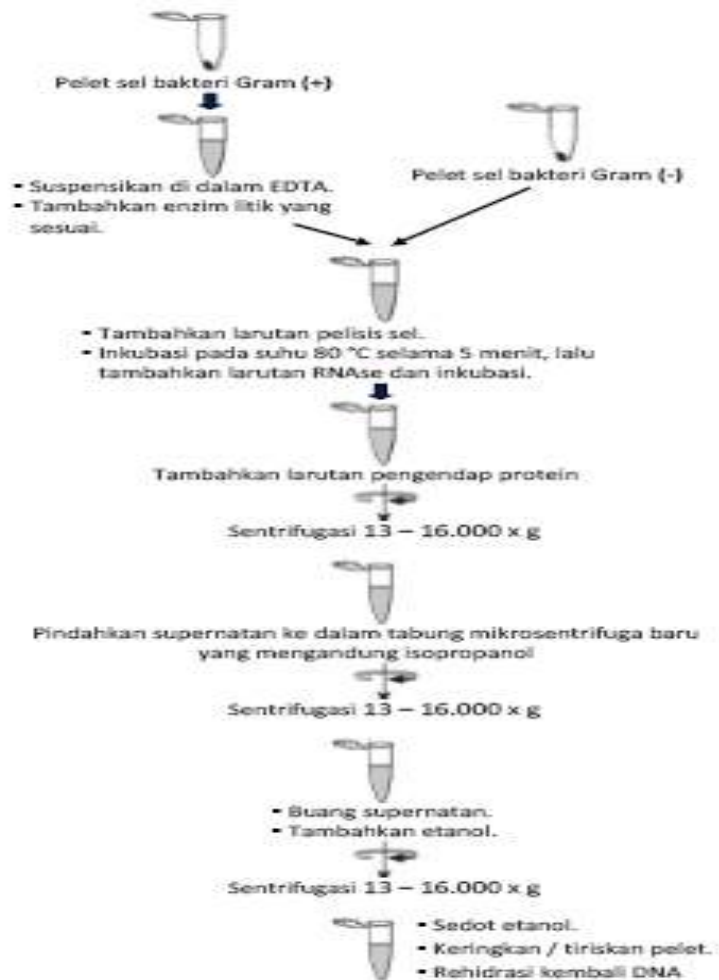 Pelet sel bakteri Gram (+)
▪ Suspensikan di dalam EDTA.
▪ Tambahkan enzim litik yang
sesuai.
Pelet sel bakteri Gram (-)
▪ Tambahkan larutan pelisis sel.
▪ Inkubasi pada suhu 80 °C selama 5 menit, lalu
tambahkan larutan RNAse dan inkubasi.
Tambahkan larutan pengendap protein
Sentrifugasi 13 – 16.000 x g
Pindahkan supernatan ke dalam tabung mikrosentrifuga baru
yang mengandung isopropanol
Sentrifugasi 13 – 16.000 x g
▪ Buang supernatan.
▪ Tambahkan etanol.
Sentrifugasi 13 – 16.000 x g
▪ Sedot etanol.
▪ Keringkan / tiriskan pelet.
▪ Rehidrasi kembali DNA